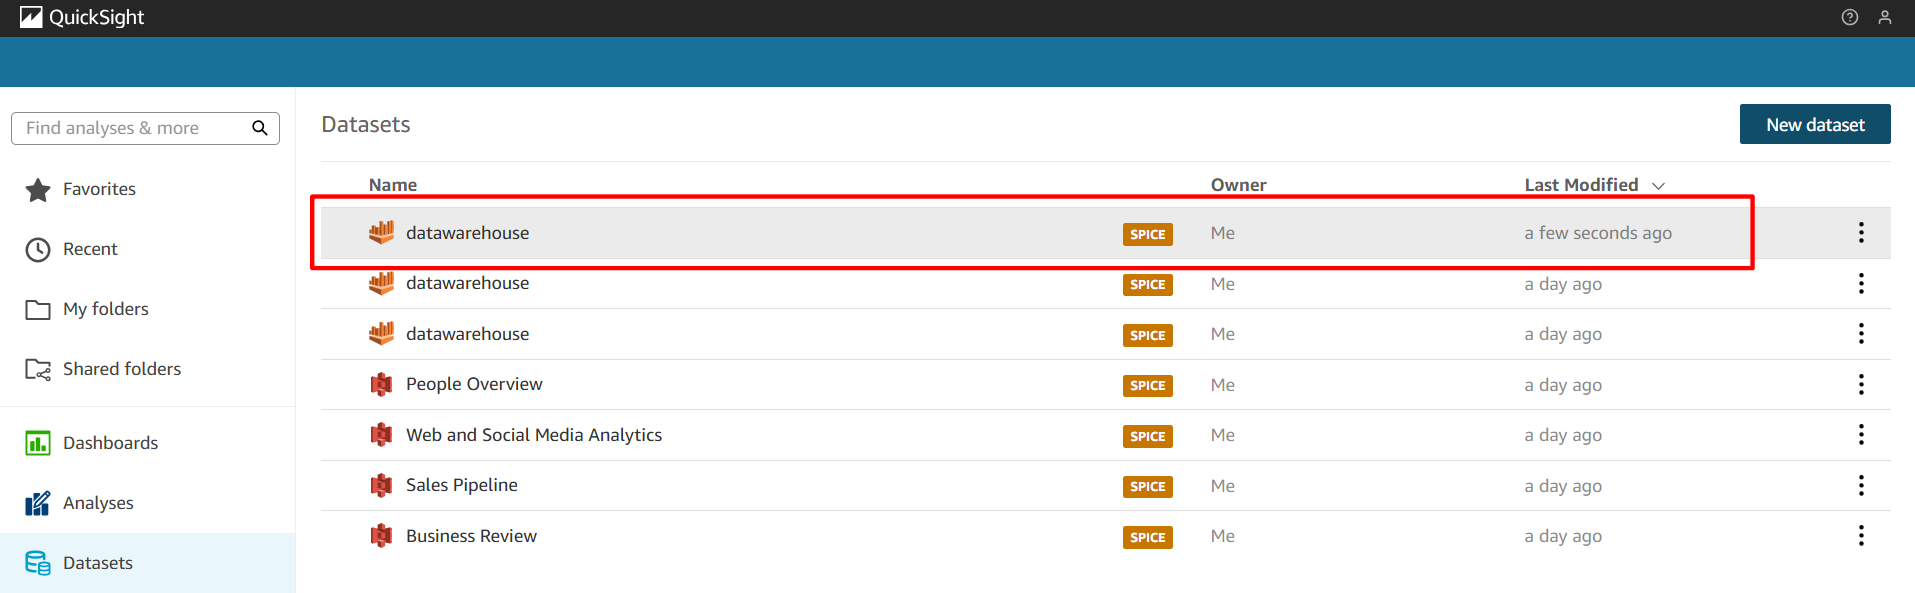 QuickSight
Find analyses & more
Favorites
Recent
My folders
Shared folders
Dashboards
Analyses
Datasets
Datasets
New dataset
Name Owner Last Modified
datawarehouse SPICE Me a few seconds ago
datawarehouse SPICE Me a day ago
datawarehouse SPICE Me a day ago
People Overview SPICE Me a day ago
Web and Social Media Analytics SPICE Me a day ago
Sales Pipeline SPICE Me a day ago
Business Review SPICE Me a day ago